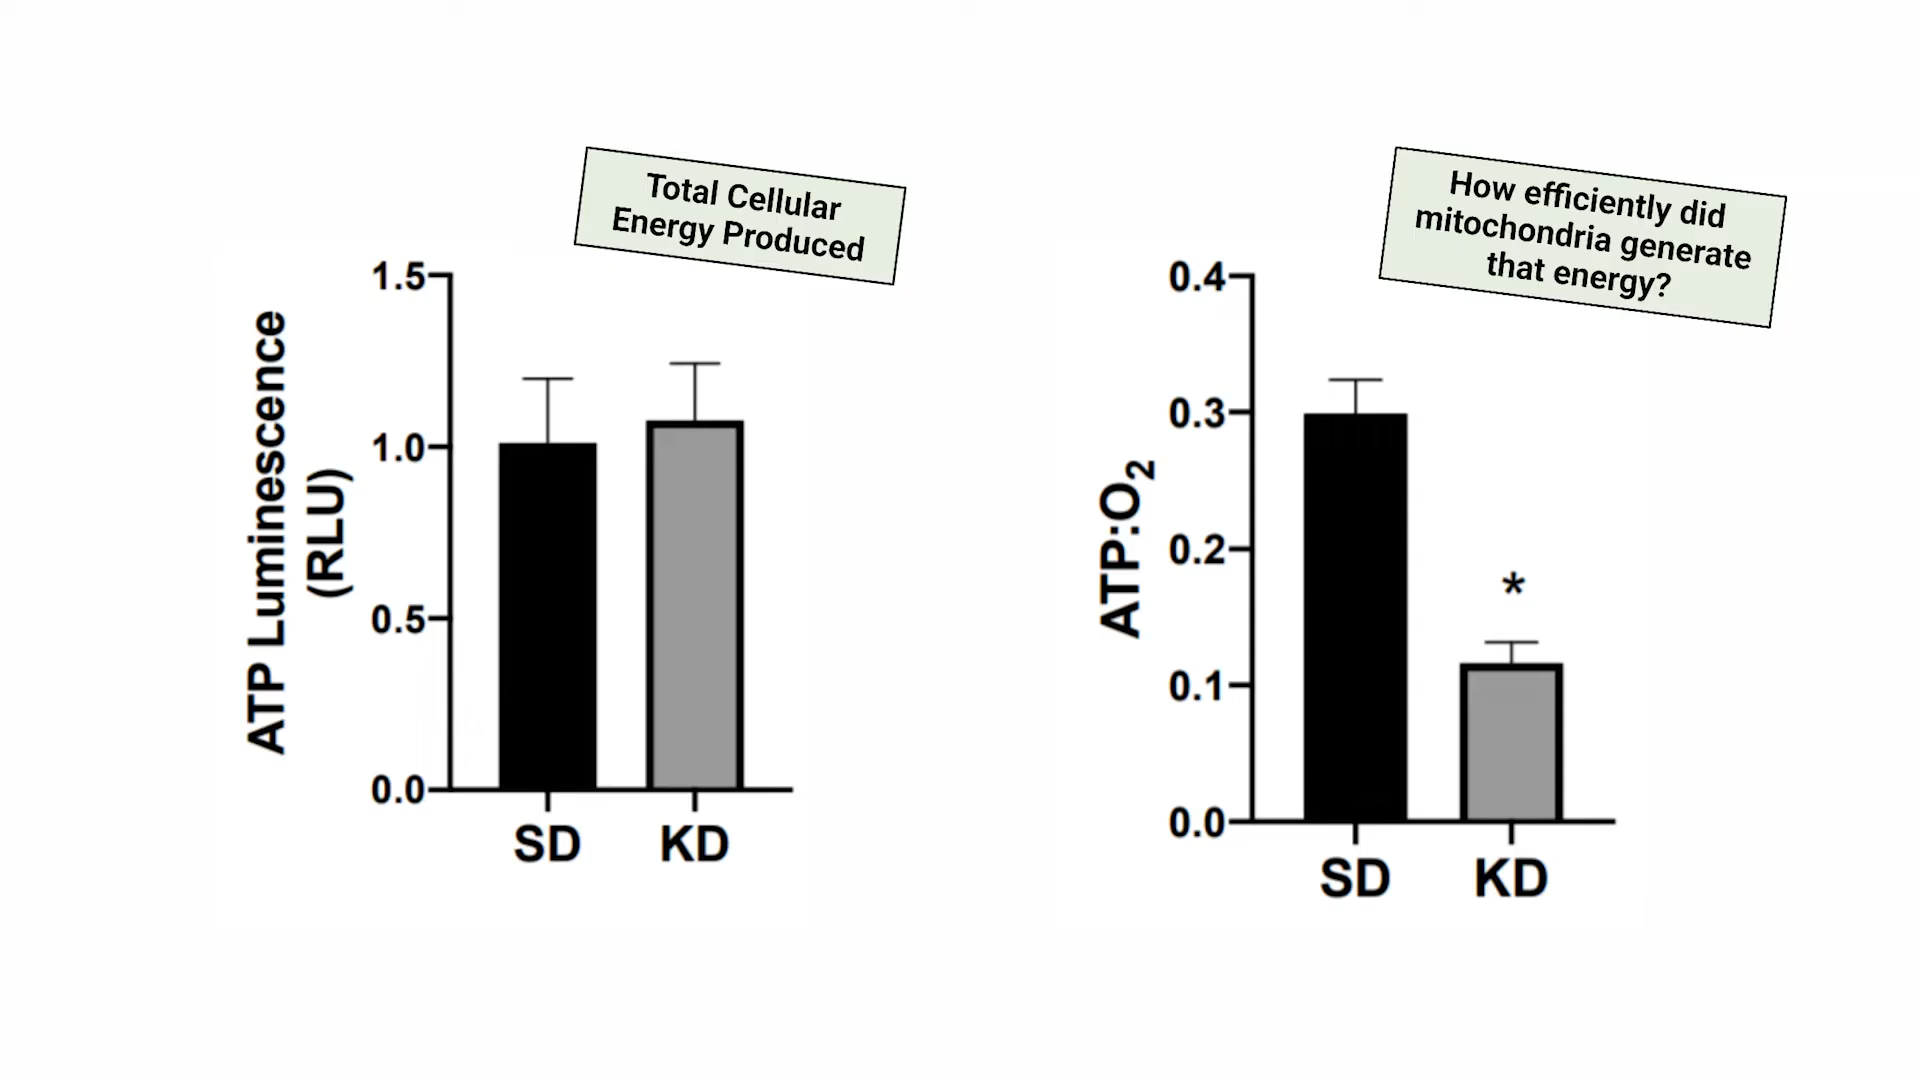 Total Cellular
Energy Produced
ATP Luminescence
(RLU)
1.5
1.0
0.5
0.0
SD KD
How efficiently did
mitochondria generate
that energy?
ATP:O₂
0.4
0.3
0.2
0.1
0.0
*
SD KD